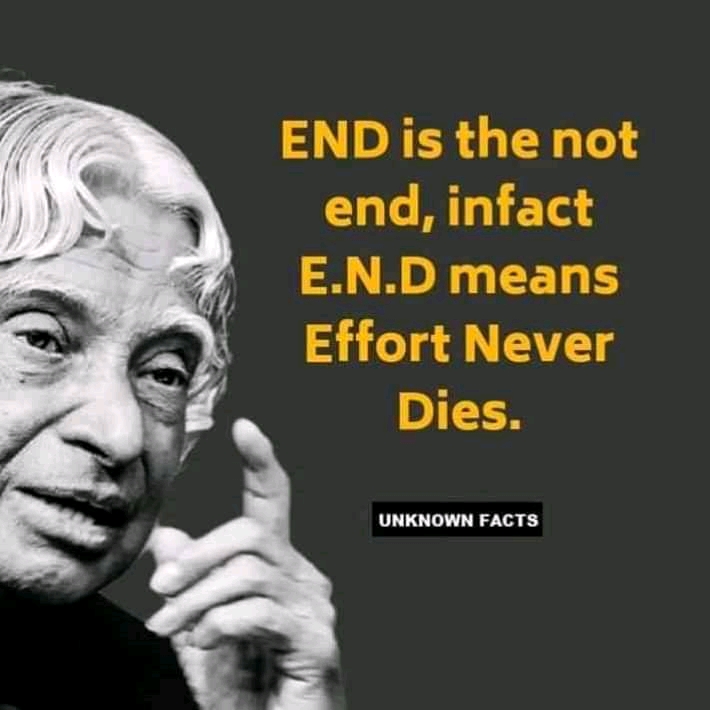 END is the not
end, infact
E.N.D means
Effort Never
Dies.
UNKNOWN FACTS